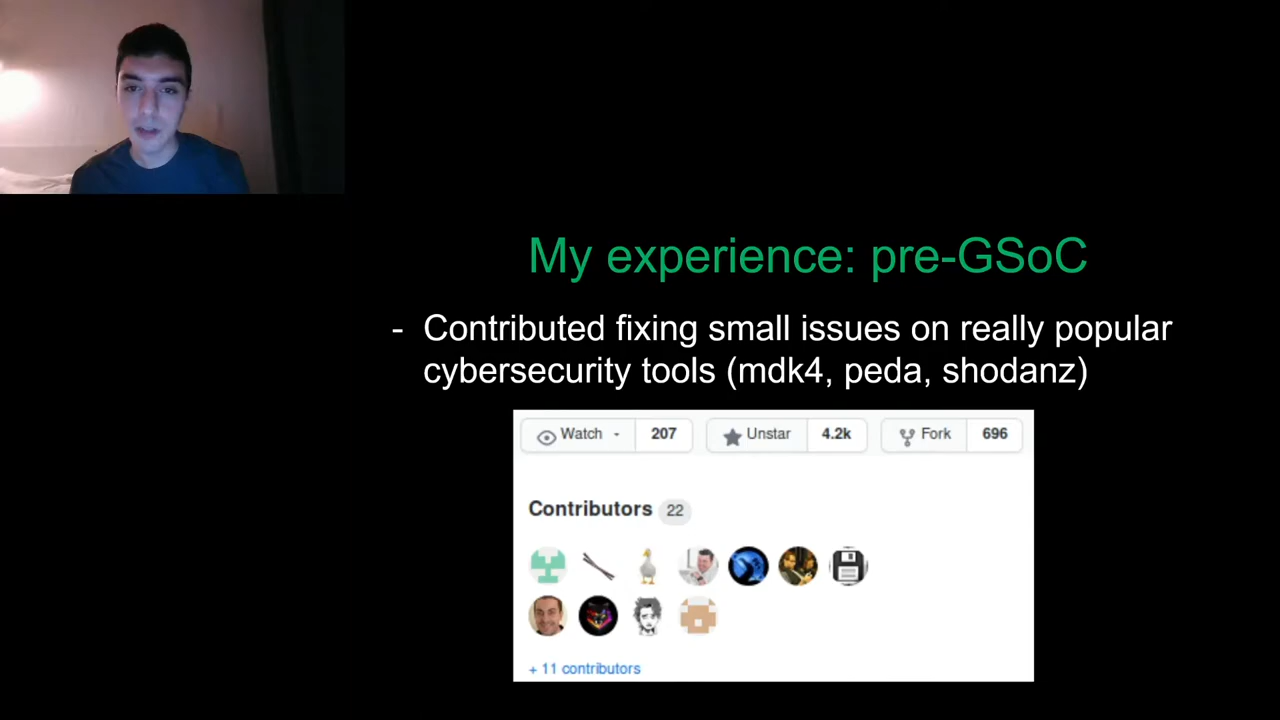 My experience: pre-GSoC
- Contributed fixing small issues on really popular
cybersecurity tools (mdk4, peda, shodanz)
Watch 207 Unstar 4.2k Fork 696
Contributors 22
+ 11 contributors